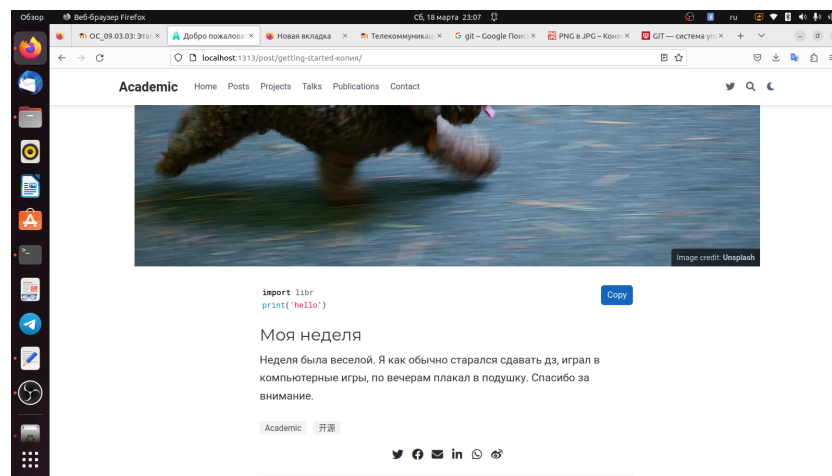 Обзор
Веб-браузер Firefox
Сб, 18 марта 23:07
ru
ОС_09.03.03: Эта
Добро пожалова
Новая вкладка
Телекоммуникац
git – Google Поис
PNG в JPG – Конв
GIT — система уп
localhost:1313/post/getting-started-копия/
Academic
Home Posts Projects Talks Publications Contact
Image credit: Unsplash
import libr
print('hello')
Copy
Моя неделя
Неделя была веселой. Я как обычно старался сдавать дз, играл в
компьютерные игры, по вечерам плакал в подушку. Спасибо за
внимание.
Academic 开源